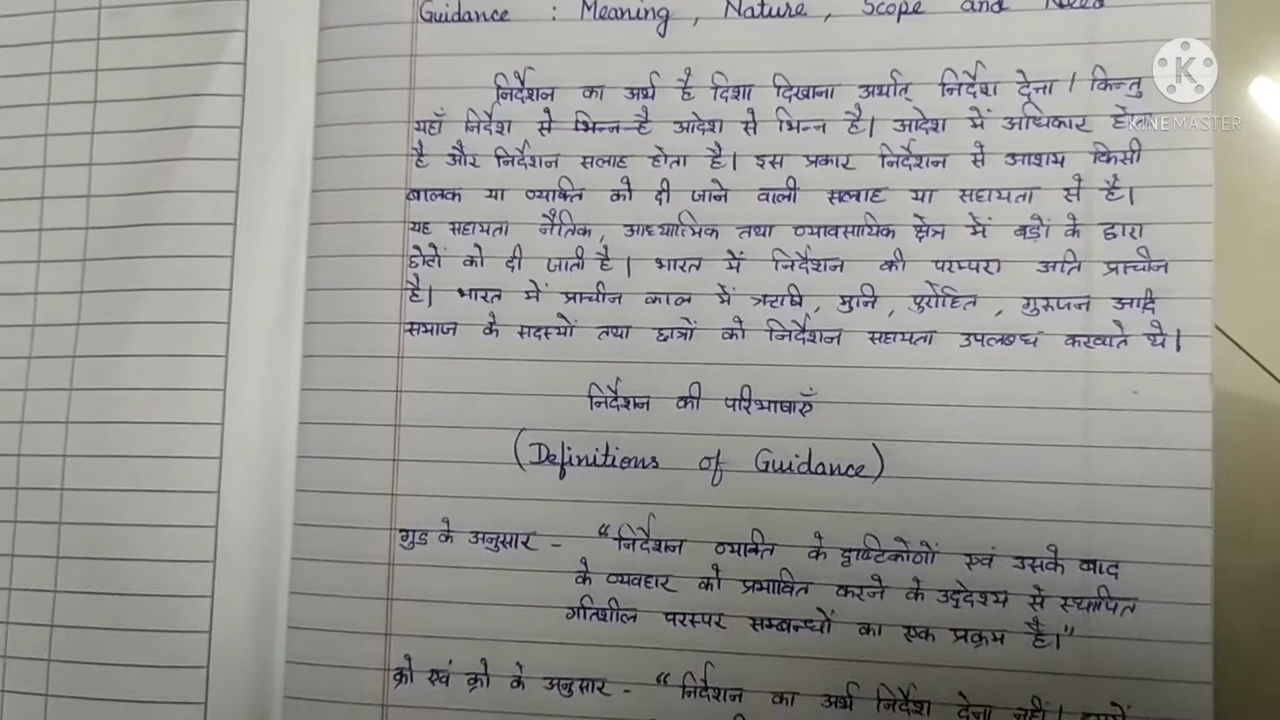 Guidance : Meaning, Nature, Scope and Need
निर्देशन का अर्थ है दिशा दिखाना अर्थात् निर्देश देना। किन्तु
यहाँ निर्देश से भिन्न है आदेश से भिन्न है। आदेश में अधिकार
है और निर्देशन सलाह होता है। इस प्रकार निर्देशन से आशय किसी
बालक या व्यक्ति को दी जाने वाली सलाह या सहायता से है।
यह सहायता नैतिक, आध्यात्मिक तथा व्यावसायिक क्षेत्र में बड़ों के द्वारा
छोटों को दी जाती है। भारत में निर्देशन की परम्परा अति प्राचीन
है। भारत में प्राचीन काल में ऋषि, मुनि, पुरोहित, गुरुजन आदि
समाज के सदस्यों तथा छात्रों को निर्देशन सहायता उपलब्ध करवाते थे।
निर्देशन की परिभाषाएँ
(Definitions of Guidance)
गुड के अनुसार - "निर्देशन व्यक्ति के दृष्टिकोणों एवं उसके बाद
के व्यवहार को प्रभावित करने के उद्देश्य से स्थापित
गतिशील परस्पर सम्बन्धों का एक प्रक्रम है।"
क्रो एवं क्रो के अनुसार - "निर्देशन का अर्थ निर्देश देना नहीं।
K
KINEMASTER